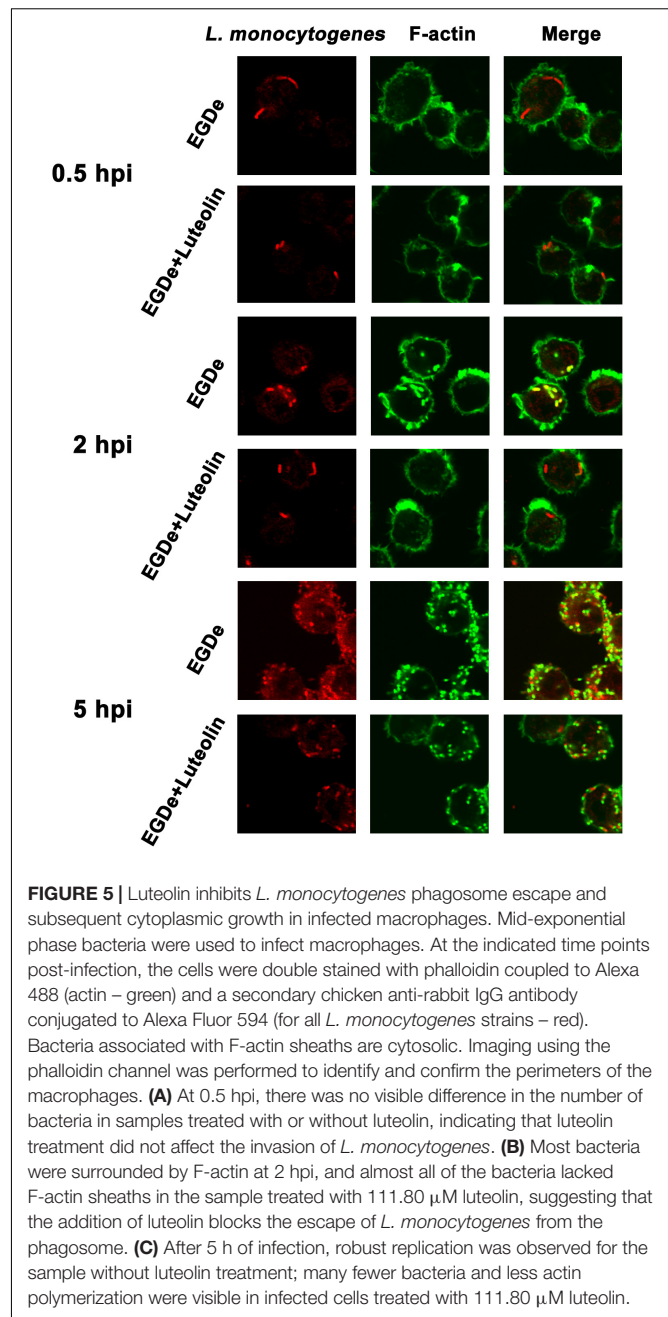 L. monocytogenes F-actin Merge
EGDe
0.5 hpi
EGDe+Luteolin
EGDe
2 hpi
EGDe+Luteolin
EGDe
5 hpi
EGDe+Luteolin
FIGURE 5 | Luteolin inhibits L. monocytogenes phagosome escape and
subsequent cytoplasmic growth in infected macrophages. Mid-exponential
phase bacteria were used to infect macrophages. At the indicated time points
post-infection, the cells were double stained with phalloidin coupled to Alexa
488 (actin – green) and a secondary chicken anti-rabbit IgG antibody
conjugated to Alexa Fluor 594 (for all L. monocytogenes strains – red).
Bacteria associated with F-actin sheaths are cytosolic. Imaging using the
phalloidin channel was performed to identify and confirm the perimeters of the
macrophages. (A) At 0.5 hpi, there was no visible difference in the number of
bacteria in samples treated with or without luteolin, indicating that luteolin
treatment did not affect the invasion of L. monocytogenes. (B) Most bacteria
were surrounded by F-actin at 2 hpi, and almost all of the bacteria lacked
F-actin sheaths in the sample treated with 111.80 μM luteolin, suggesting that
the addition of luteolin blocks the escape of L. monocytogenes from the
phagosome. (C) After 5 h of infection, robust replication was observed for the
sample without luteolin treatment; many fewer bacteria and less actin
polymerization were visible in infected cells treated with 111.80 μM luteolin.